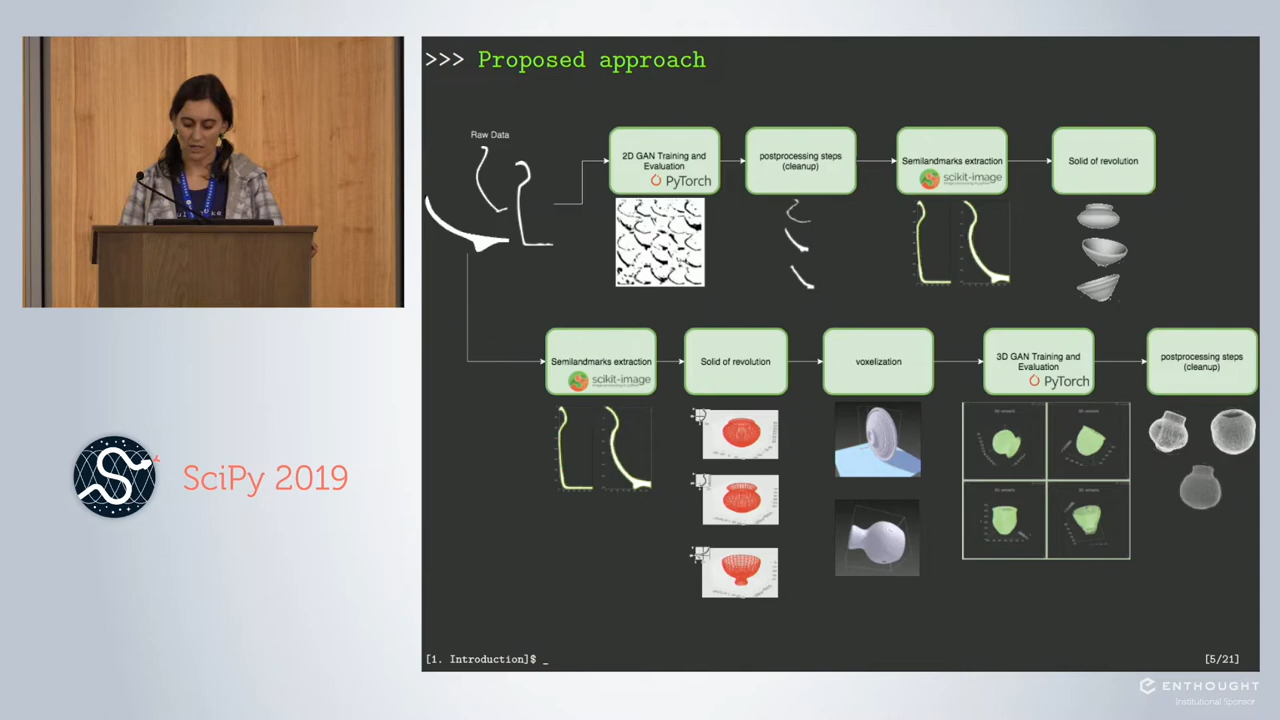 >>> Proposed approach
Raw Data
2D GAN Training and
Evaluation
PyTorch
postprocessing steps
(cleanup)
Semilandmarks extraction
scikit-image
Solid of revolution
Semilandmarks extraction
scikit-image
Solid of revolution
voxelization
3D GAN Training and
Evaluation
PyTorch
postprocessing steps
(cleanup)
SciPy 2019
[1. Introduction]$ _
[5/21]
ENTHOUGHT
Institutional Sponsor